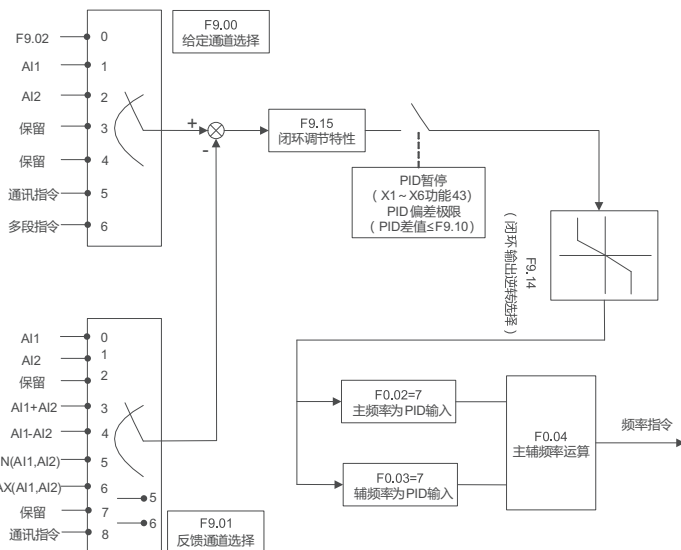 F9.00
给定通道选择
F9.02 0
AI1 1
AI2 2
保留 3
保留 4
通讯指令 5
多段指令 6
+
-
F9.15
闭环调节特性
PID暂停
(X1~X6功能43)
PID偏差极限
(PID差值≤F9.10)
F9.14
(闭环输出逆转选择)
AI1 0
AI2 1
保留 2
AI1+AI2 3
AI1-AI2 4
N(AI1,AI2) 5
AX(AI1,AI2) 6
保留 7
通讯指令 8
5
6
F9.01
反馈通道选择
F0.02=7
主频率为PID输入
F0.03=7
辅频率为PID输入
F0.04
主辅频率运算
频率指令